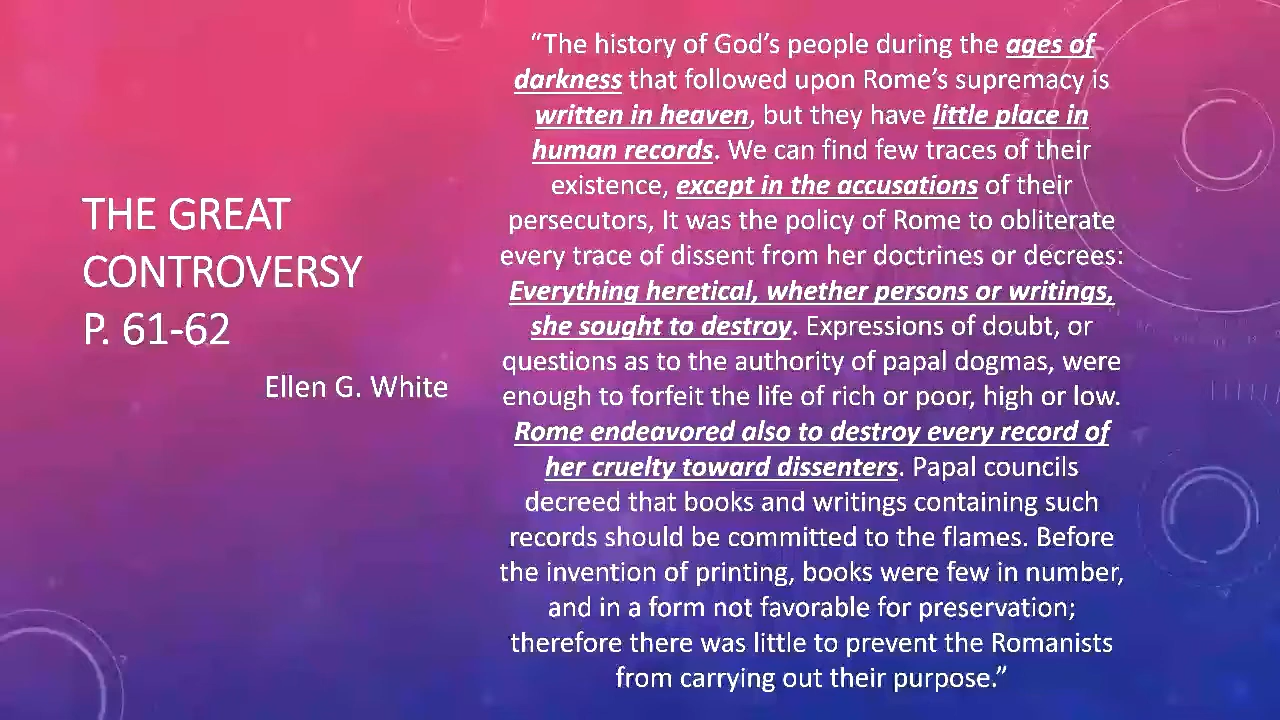 THE GREAT
CONTROVERSY
P. 61-62
Ellen G. White
“The history of God’s people during the ages of
darkness that followed upon Rome’s supremacy is
written in heaven, but they have little place in
human records. We can find few traces of their
existence, except in the accusations of their
persecutors, It was the policy of Rome to obliterate
every trace of dissent from her doctrines or decrees:
Everything heretical, whether persons or writings,
she sought to destroy. Expressions of doubt, or
questions as to the authority of papal dogmas, were
enough to forfeit the life of rich or poor, high or low.
Rome endeavored also to destroy every record of
her cruelty toward dissenters. Papal councils
decreed that books and writings containing such
records should be committed to the flames. Before
the invention of printing, books were few in number,
and in a form not favorable for preservation;
therefore there was little to prevent the Romanists
from carrying out their purpose.”